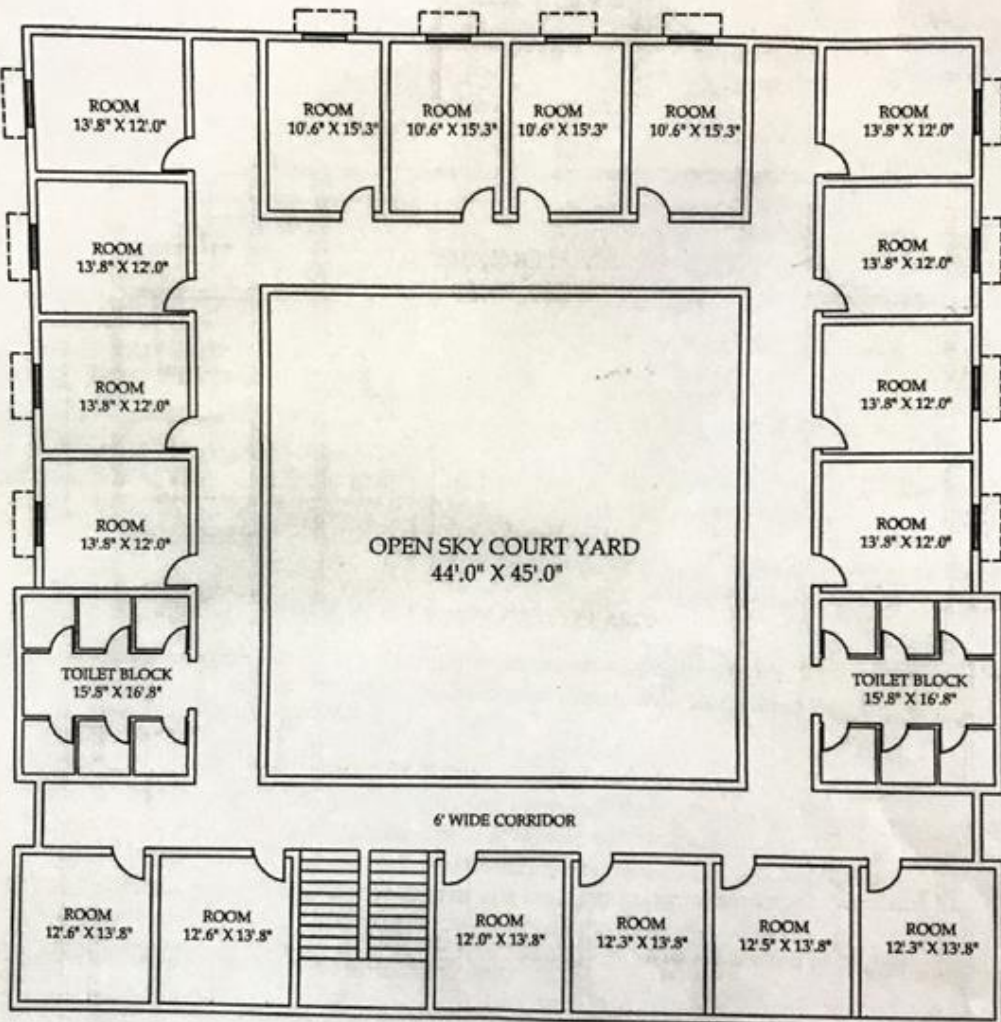 ROOM
13'.8" X 12'.0"
ROOM
10'.6" X 15'.3"
ROOM
10'.6" X 15'.3"
ROOM
10'.6" X 15'.3"
ROOM
10'.6" X 15'.3"
ROOM
13'.8" X 12'.0"
ROOM
13'.8" X 12'.0"
ROOM
13'.8" X 12'.0"
ROOM
13'.8" X 12'.0"
ROOM
13'.8" X 12'.0"
ROOM
13'.8" X 12'.0"
OPEN SKY COURT YARD
44'.0" X 45'.0"
ROOM
13'.8" X 12'.0"
TOILET BLOCK
15'.8" X 16'.8"
TOILET BLOCK
15'.8" X 16'.8"
6' WIDE CORRIDOR
ROOM
12'.6" X 13'.8"
ROOM
12'.6" X 13'.8"
ROOM
12'.0" X 13'.8"
ROOM
12'.3" X 13'.8"
ROOM
12'.5" X 13'.8"
ROOM
12'.3" X 13'.8"